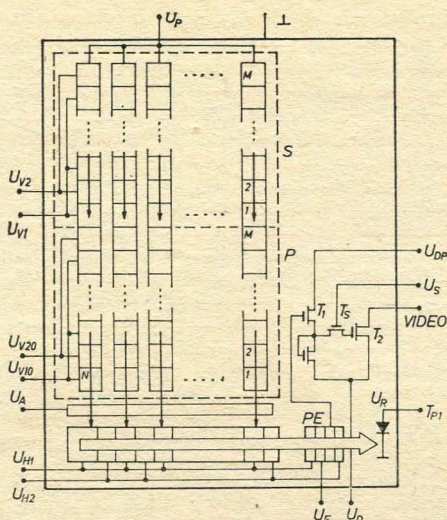 U_P ⊥
M
S
U_V2
2
U_V1 1
M
P
U_DP
U_S
T_1 T_S
VIDEO
T_2
U_V20 2
U_V10 N 1
U_A
PE U_R T_P1
U_H1
U_H2
U_F U_D